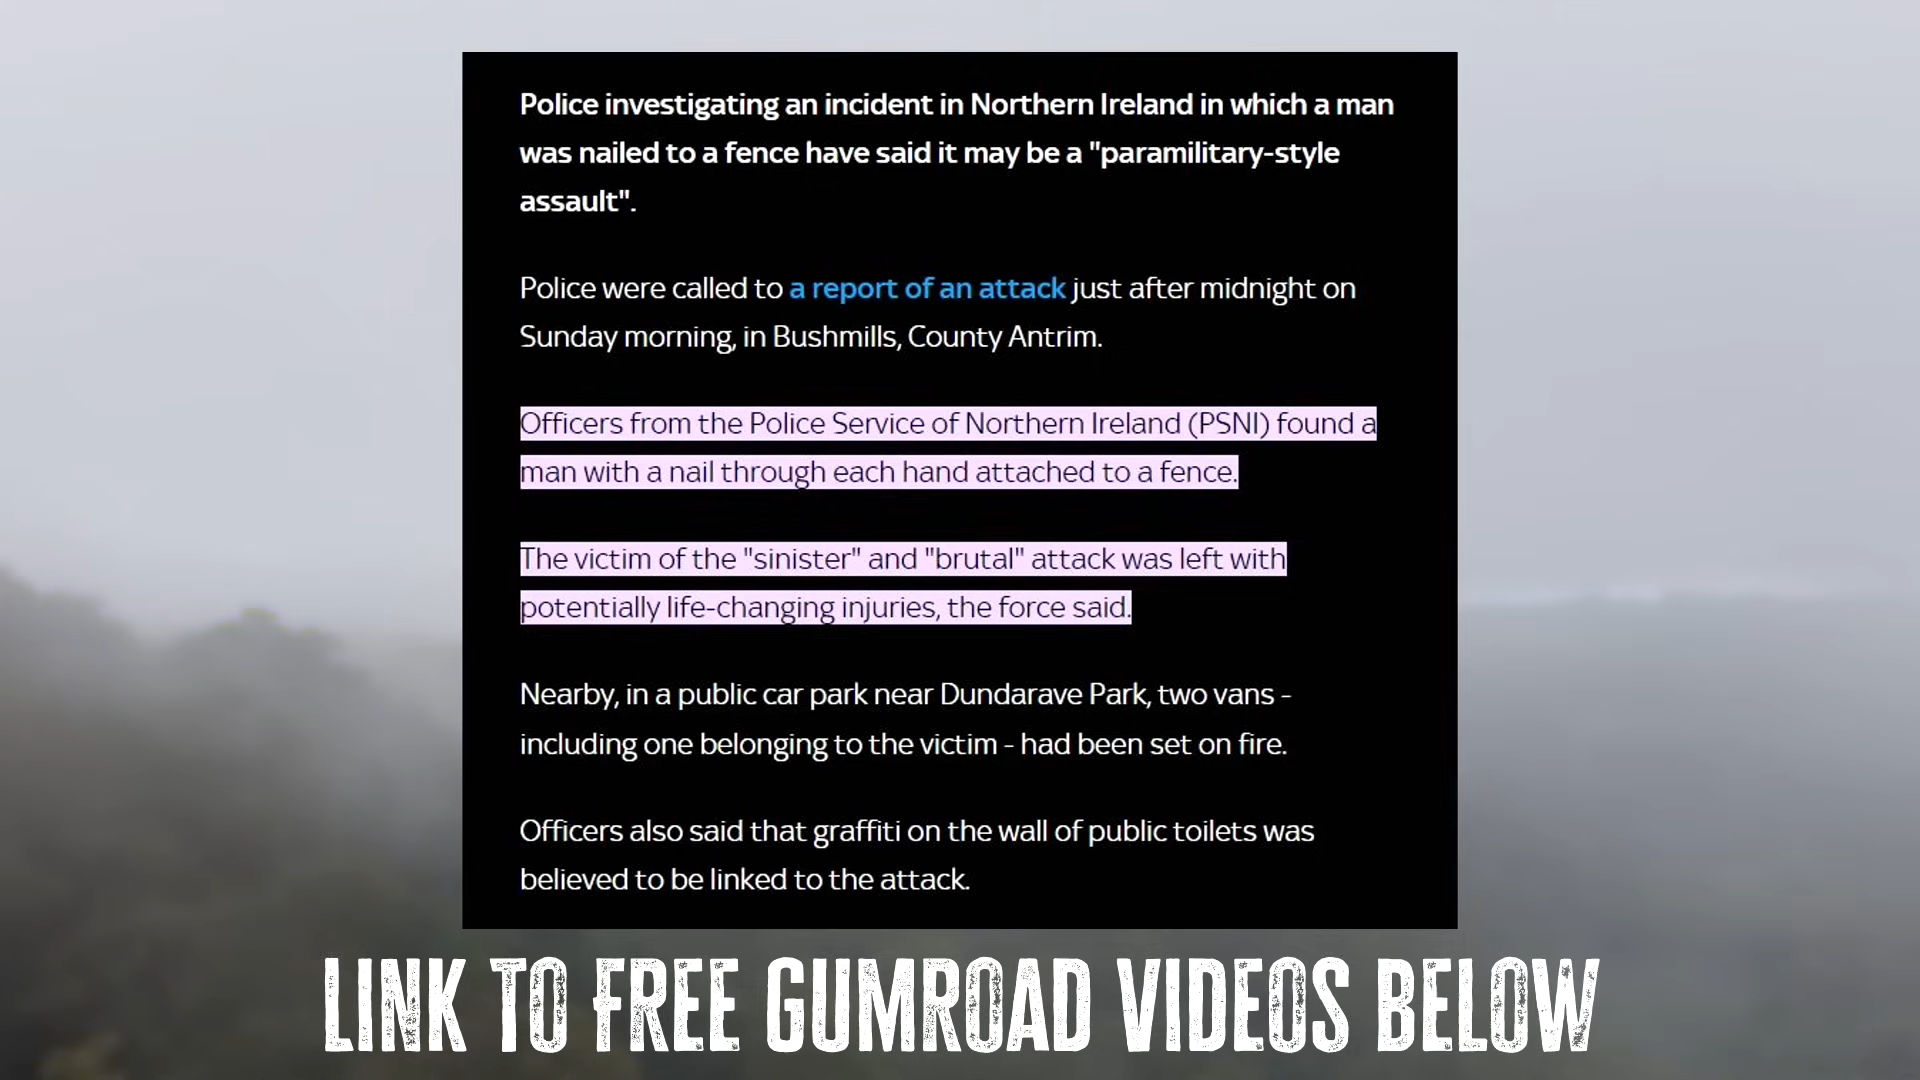 Police investigating an incident in Northern Ireland in which a man
was nailed to a fence have said it may be a "paramilitary-style
assault".
Police were called to a report of an attack just after midnight on
Sunday morning, in Bushmills, County Antrim.
Officers from the Police Service of Northern Ireland (PSNI) found a
man with a nail through each hand attached to a fence.
The victim of the "sinister" and "brutal" attack was left with
potentially life-changing injuries, the force said.
Nearby, in a public car park near Dundarave Park, two vans -
including one belonging to the victim - had been set on fire.
Officers also said that graffiti on the wall of public toilets was
believed to be linked to the attack.
LINK TO FREE GUMROAD VIDEOS BELOW